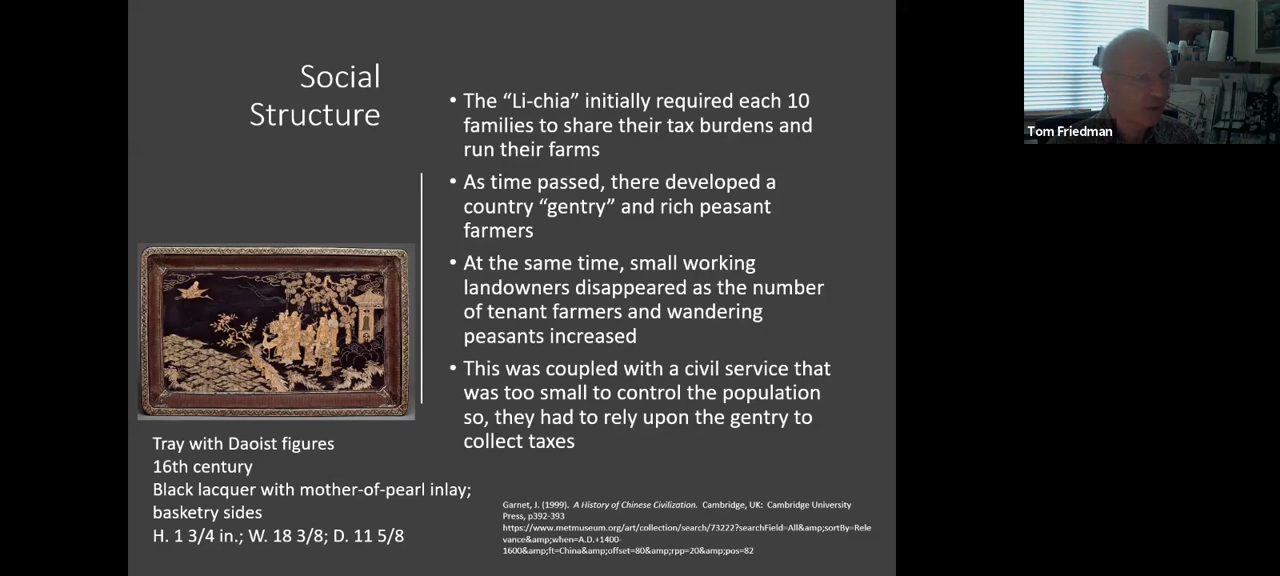 Social
Structure
• The “Li-chia” initially required each 10
families to share their tax burdens and
run their farms
• As time passed, there developed a
country “gentry” and rich peasant
farmers
• At the same time, small working
landowners disappeared as the number
of tenant farmers and wandering
peasants increased
• This was coupled with a civil service that
was too small to control the population
so, they had to rely upon the gentry to
collect taxes
Tray with Daoist figures
16th century
Black lacquer with mother-of-pearl inlay;
basketry sides
H. 1 3/4 in.; W. 18 3/8; D. 11 5/8
Garnet, J. (1999). A History of Chinese Civilization. Cambridge, UK: Cambridge University
Press, p392-393
https://www.metmuseum.org/art/collection/search/73222?searchField=All&amp;sortBy=Rele
vance&amp;when=A.D.+1400-
1600&amp;ft=China&amp;offset=80&amp;rpp=20&amp;pos=82
Tom Friedman